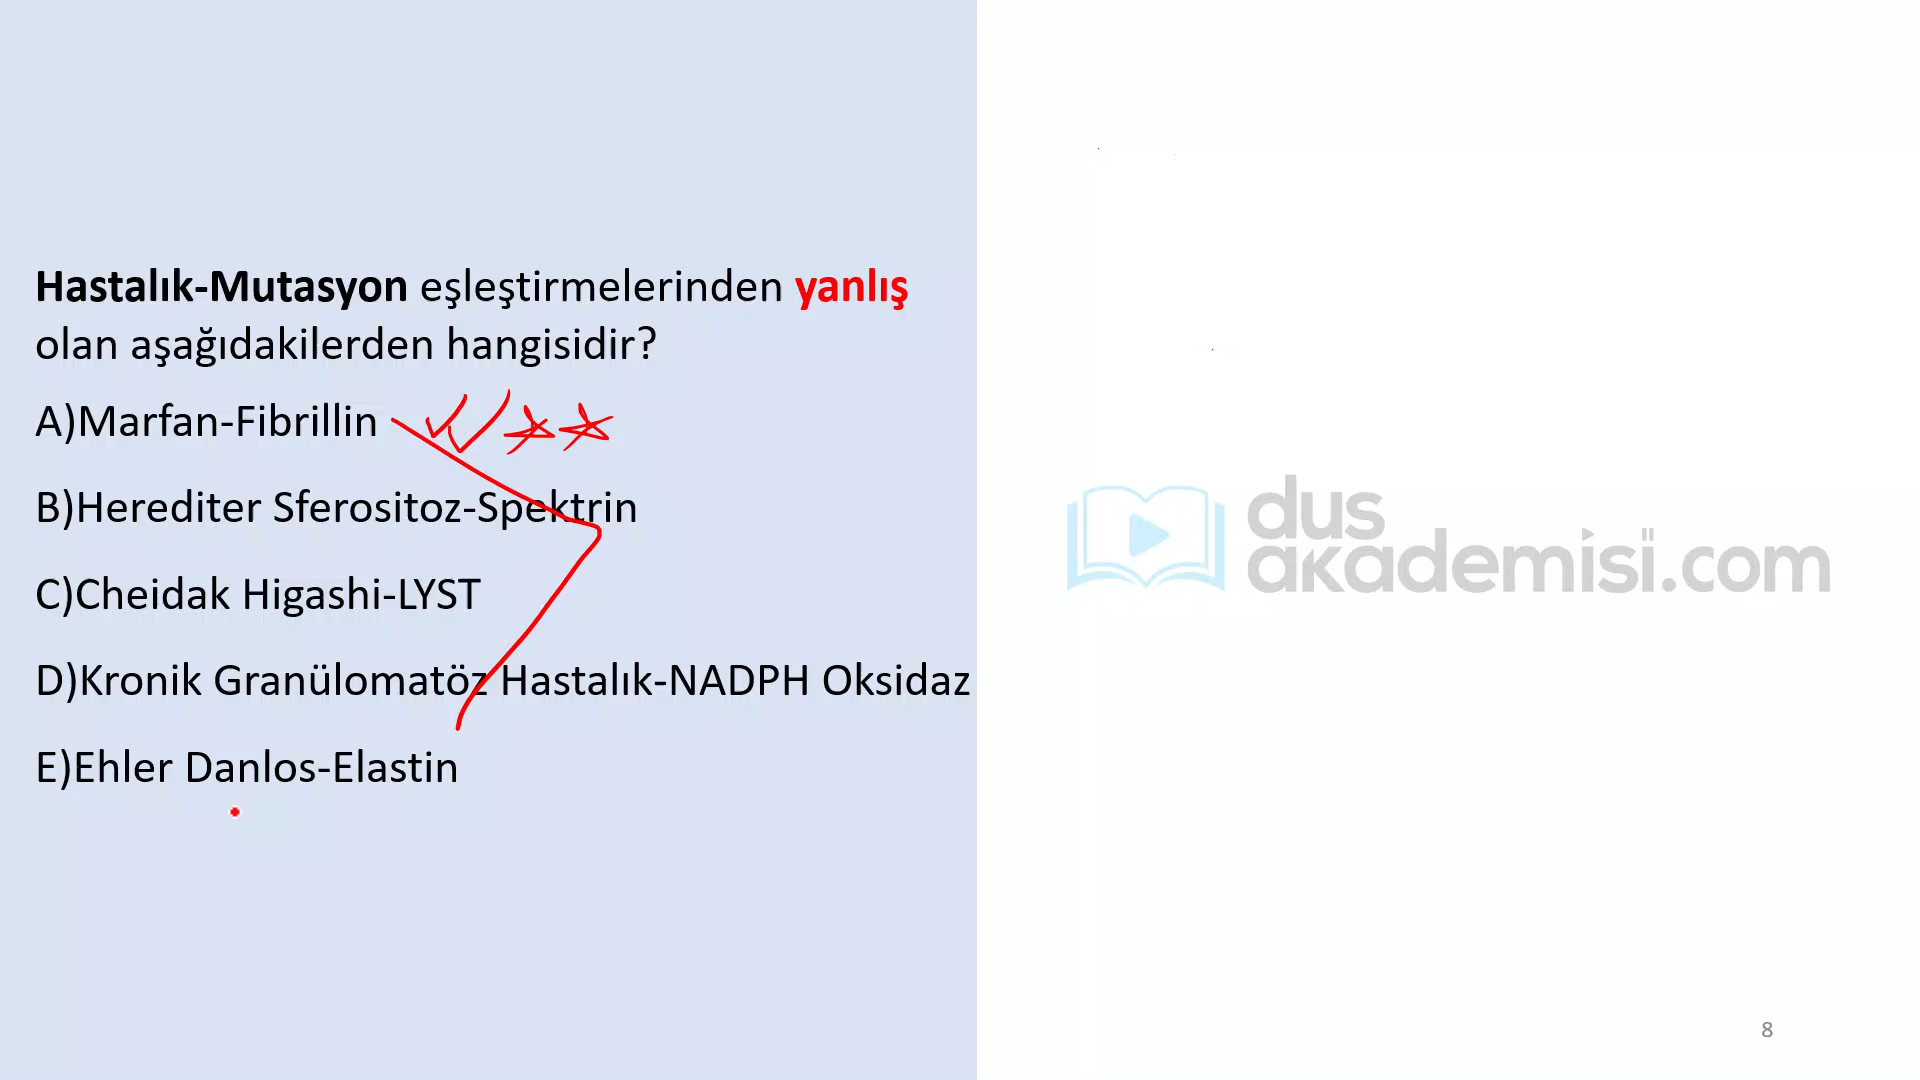 Hastalık-Mutasyon eşleştirmelerinden yanlış
olan aşağıdakilerden hangisidir?
A)Marfan-Fibrillin
B)Herediter Sferositoz-Spektrin
C)Cheidak Higashi-LYST
D)Kronik Granülomatöz Hastalık-NADPH Oksidaz
E)Ehler Danlos-Elastin
dus
akademisi.com
8